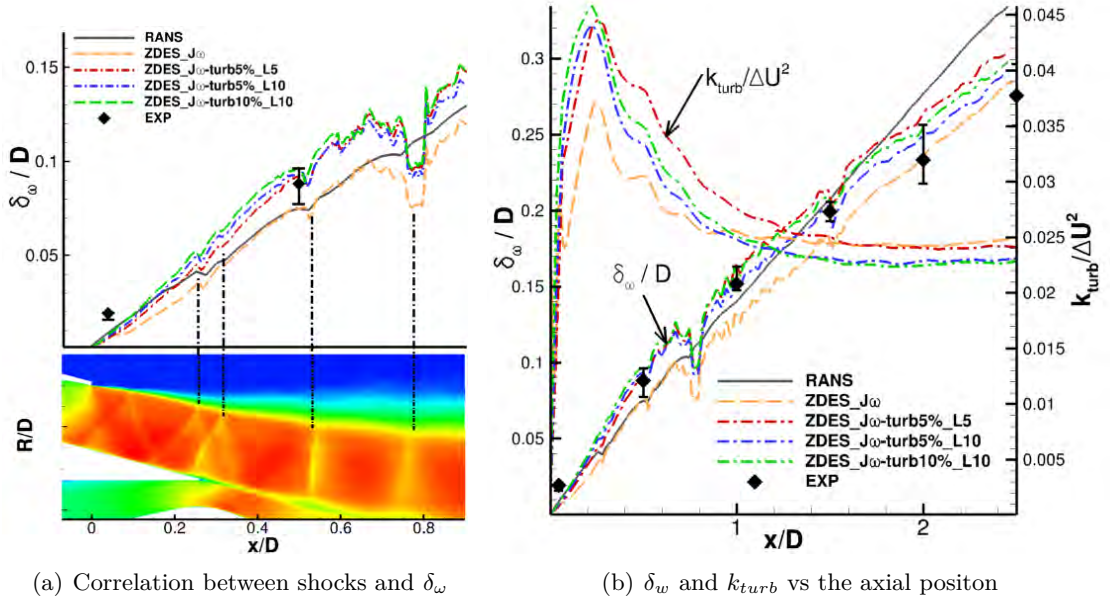 RANS
ZDES_Jω
ZDES_Jω-turb5%_L5
ZDES_Jω-turb5%_L10
ZDES_Jω-turb10%_L10
EXP
0.15
0.1
0.05
δω / D
R/D
0 0.2 0.4 0.6 0.8
x/D
(a) Correlation between shocks and δω
0.3
0.25
0.2
0.15
0.1
0.05
δω / D
kturb/ΔU²
δω / D
RANS
ZDES_Jω
ZDES_Jω-turb5%_L5
ZDES_Jω-turb5%_L10
ZDES_Jω-turb10%_L10
EXP
0.045
0.04
0.035
0.03
0.025
0.02
0.015
0.01
0.005
kturb/ΔU²
1 2
x/D
(b) δw and kturb vs the axial positon